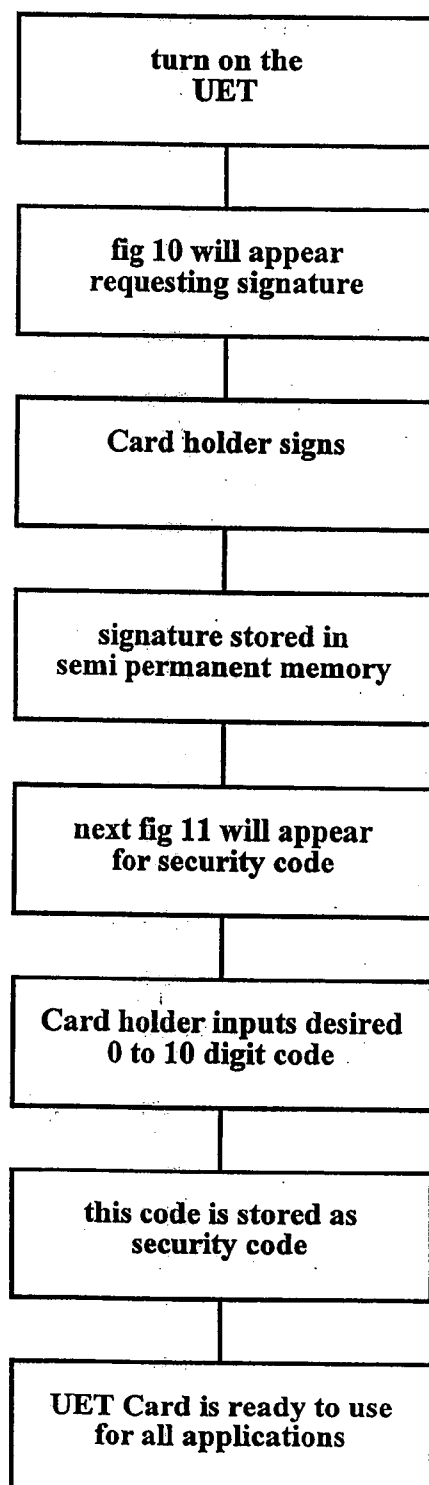 turn on the
UET
fig 10 will appear
requesting signature
Card holder signs
signature stored in
semi permanent memory
next fig 11 will appear
for security code
Card holder inputs desired
0 to 10 digit code
this code is stored as
security code
UET Card is ready to use
for all applications